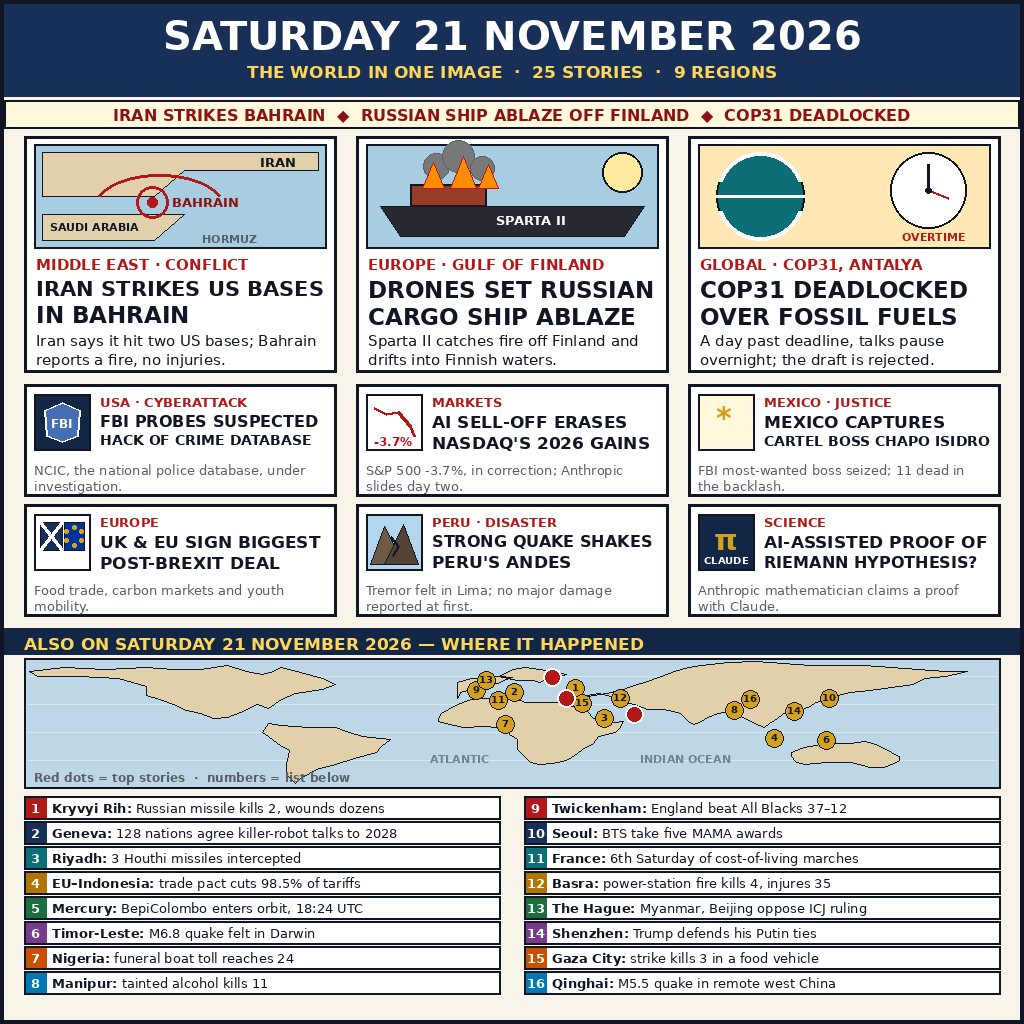 SATURDAY 21 NOVEMBER 2026
THE WORLD IN ONE IMAGE · 25 STORIES · 9 REGIONS
IRAN STRIKES BAHRAIN ◆ RUSSIAN SHIP ABLAZE OFF FINLAND ◆ COP31 DEADLOCKED
IRAN
BAHRAIN
SAUDI ARABIA
HORMUZ
MIDDLE EAST · CONFLICT
IRAN STRIKES US BASES
IN BAHRAIN
Iran says it hit two US bases; Bahrain
reports a fire, no injuries.
SPARTA II
EUROPE · GULF OF FINLAND
DRONES SET RUSSIAN
CARGO SHIP ABLAZE
Sparta II catches fire off Finland and
drifts into Finnish waters.
OVERTIME
GLOBAL · COP31, ANTALYA
COP31 DEADLOCKED
OVER FOSSIL FUELS
A day past deadline, talks pause
overnight; the draft is rejected.
FBI
USA · CYBERATTACK
FBI PROBES SUSPECTED
HACK OF CRIME DATABASE
NCIC, the national police database, under
investigation.
-3.7%
MARKETS
AI SELL-OFF ERASES
NASDAQ'S 2026 GAINS
S&P 500 -3.7%, in correction; Anthropic
slides day two.
*
MEXICO · JUSTICE
MEXICO CAPTURES
CARTEL BOSS CHAPO ISIDRO
FBI most-wanted boss seized; 11 dead in
the backlash.
EUROPE
UK & EU SIGN BIGGEST
POST-BREXIT DEAL
Food trade, carbon markets and youth
mobility.
PERU · DISASTER
STRONG QUAKE SHAKES
PERU'S ANDES
Tremor felt in Lima; no major damage
reported at first.
π
CLAUDE
SCIENCE
AI-ASSISTED PROOF OF
RIEMANN HYPOTHESIS?
Anthropic mathematician claims a proof
with Claude.
ALSO ON SATURDAY 21 NOVEMBER 2026 — WHERE IT HAPPENED
13
9
11
2
1
15
12
3
7
16
8
14
10
4
6
ATLANTIC
INDIAN OCEAN
Red dots = top stories · numbers = list below
1 Kryvyi Rih: Russian missile kills 2, wounds dozens
2 Geneva: 128 nations agree killer-robot talks to 2028
3 Riyadh: 3 Houthi missiles intercepted
4 EU–Indonesia: trade pact cuts 98.5% of tariffs
5 Mercury: BepiColombo enters orbit, 18:24 UTC
6 Timor-Leste: M6.8 quake felt in Darwin
7 Nigeria: funeral boat toll reaches 24
8 Manipur: tainted alcohol kills 11
9 Twickenham: England beat All Blacks 37–12
10 Seoul: BTS take five MAMA awards
11 France: 6th Saturday of cost-of-living marches
12 Basra: power-station fire kills 4, injures 35
13 The Hague: Myanmar, Beijing oppose ICJ ruling
14 Shenzhen: Trump defends his Putin ties
15 Gaza City: strike kills 3 in a food vehicle
16 Qinghai: M5.5 quake in remote west China